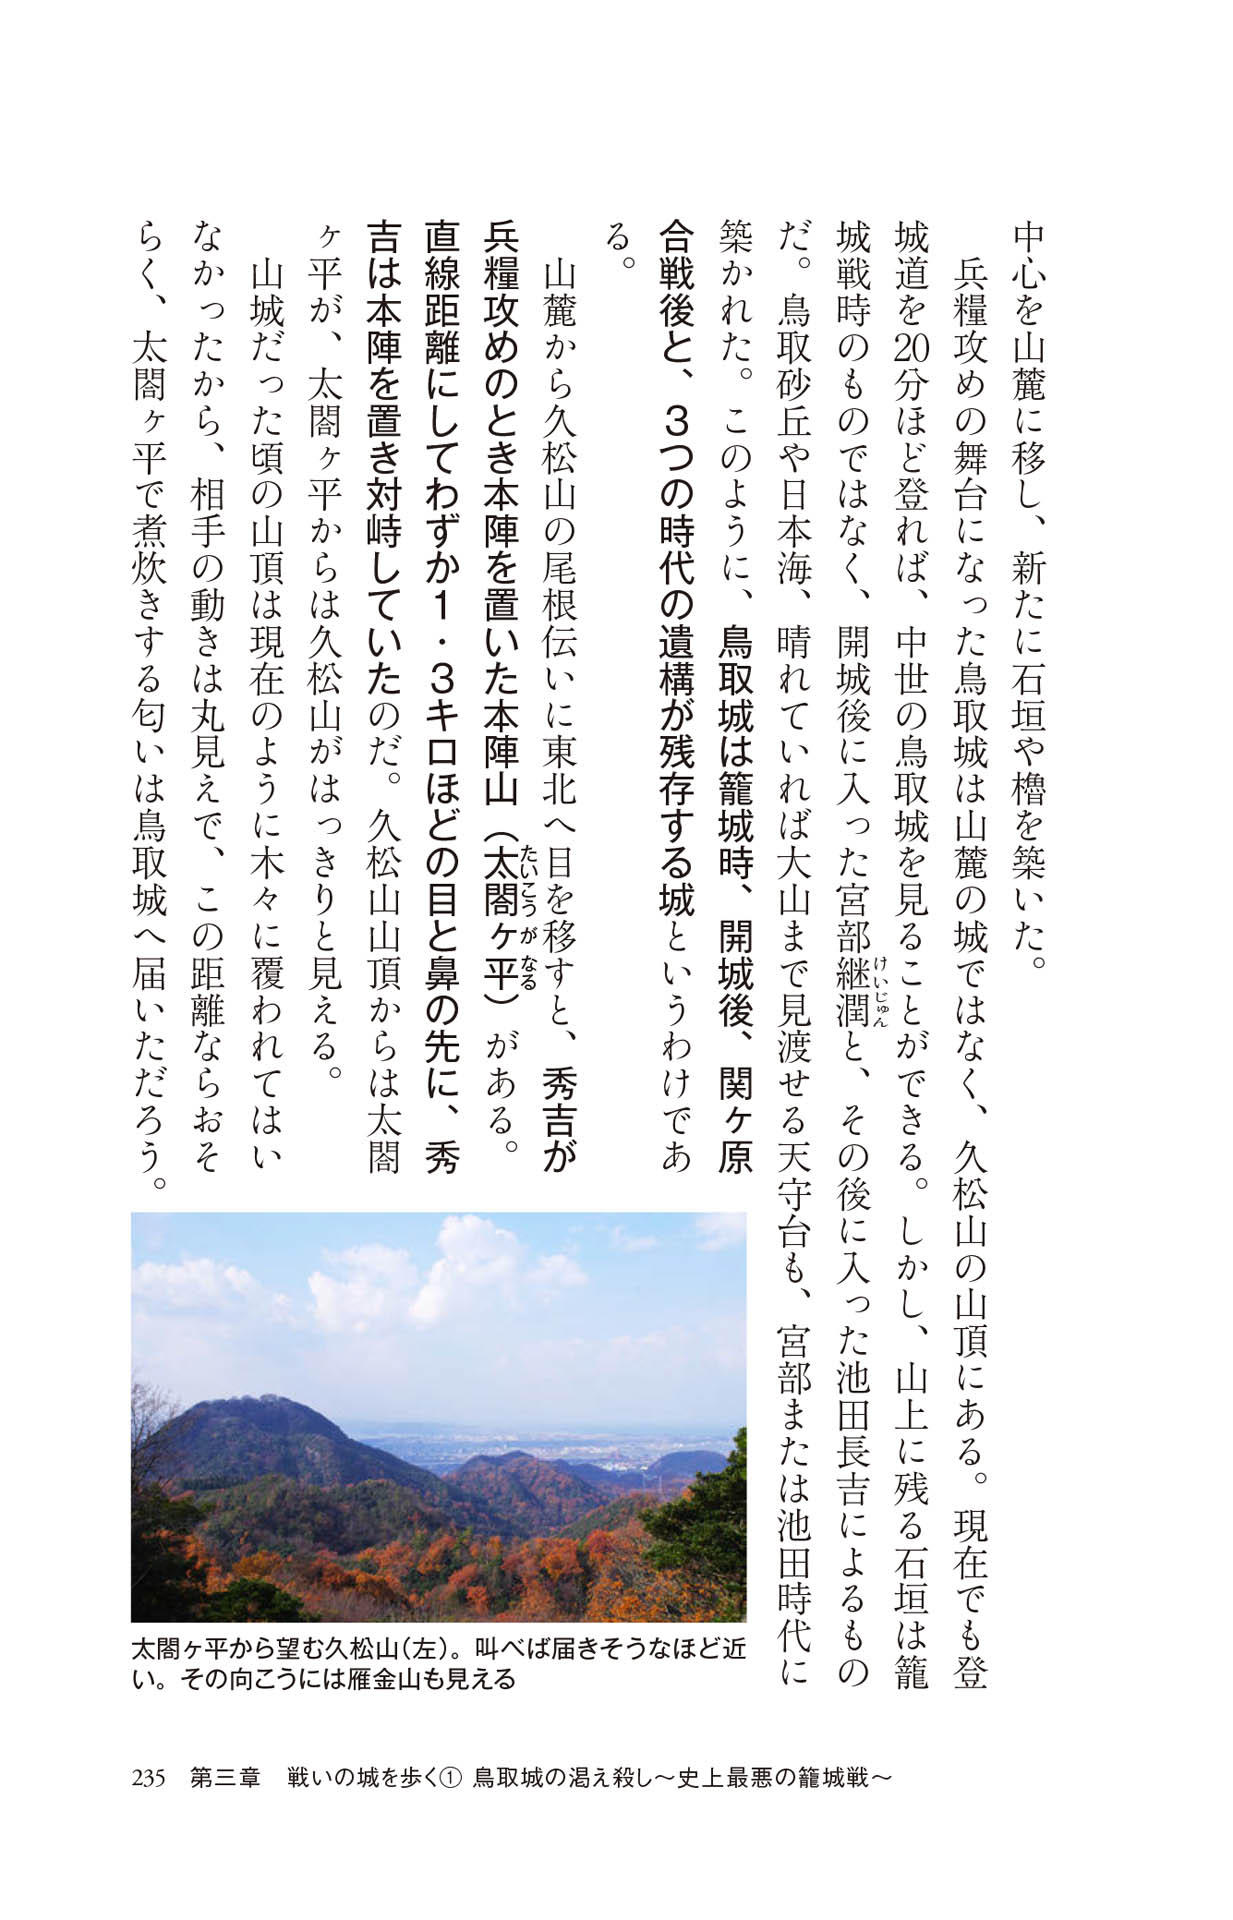 中心を山麓に移し、新たに石垣や櫓を築いた。
兵糧攻めの舞台になった鳥取城は山麓の城ではなく、久松山の山頂にある。現在でも登
城道を20分ほど登れば、中世の鳥取城を見ることができる。しかし、山上に残る石垣は籠
城戦時のものではなく、開城後に入った宮部継潤と、その後に入った池田長吉によるもの
けいじゅん
だ。鳥取砂丘や日本海、晴れていれば大山まで見渡せる天守台も、宮部または池田時代に
築かれた。このように、鳥取城は籠城時、開城後、関ヶ原
合戦後と、３つの時代の遺構が残存する城というわけであ
る。
山麓から久松山の尾根伝いに東北へ目を移すと、秀吉が
兵糧攻めのとき本陣を置いた本陣山（太閤ヶ平）がある。
たいこうがなる
直線距離にしてわずか１・３キロほどの目と鼻の先に、秀
吉は本陣を置き対峙していたのだ。久松山山頂からは太閤
ヶ平が、太閤ヶ平からは久松山がはっきりと見える。
山城だった頃の山頂は現在のように木々に覆われてはい
なかったから、相手の動きは丸見えで、この距離ならおそ
らく、太閤ヶ平で煮炊きする匂いは鳥取城へ届いただろう。
太閤ヶ平から望む久松山(左)。叫べば届きそうなほど近
い。その向こうには雁金山も見える
235 第三章 戦いの城を歩く① 鳥取城の渇え殺し〜史上最悪の籠城戦〜